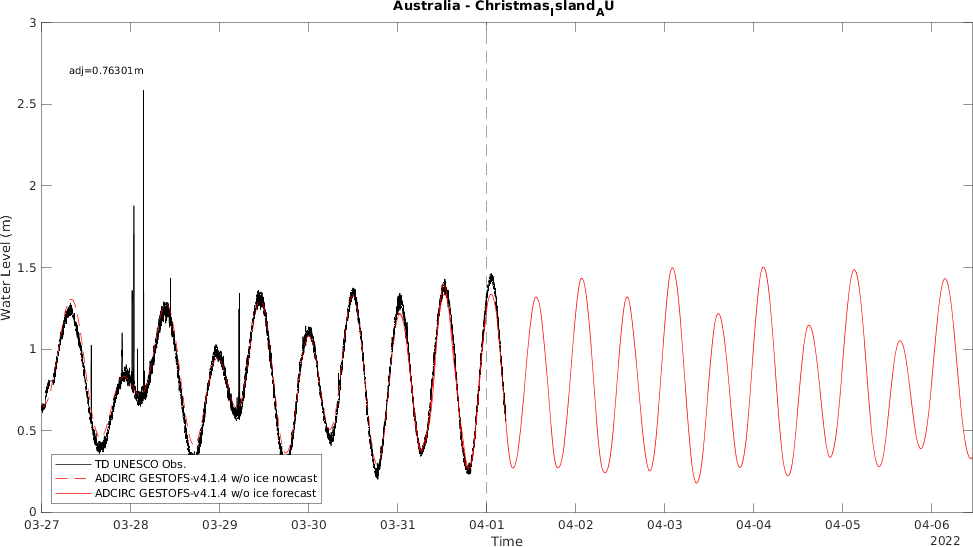 Australia - Christmas_Island_AU
3
adj=0.76301m
2.5
2
1.5
1
0.5
0
Water Level (m)
TD UNESCO Obs.
ADCIRC GESTOFS-v4.1.4 w/o ice nowcast
ADCIRC GESTOFS-v4.1.4 w/o ice forecast
03-27 03-28 03-29 03-30 03-31 04-01 04-02 04-03 04-04 04-05 04-06
Time 2022